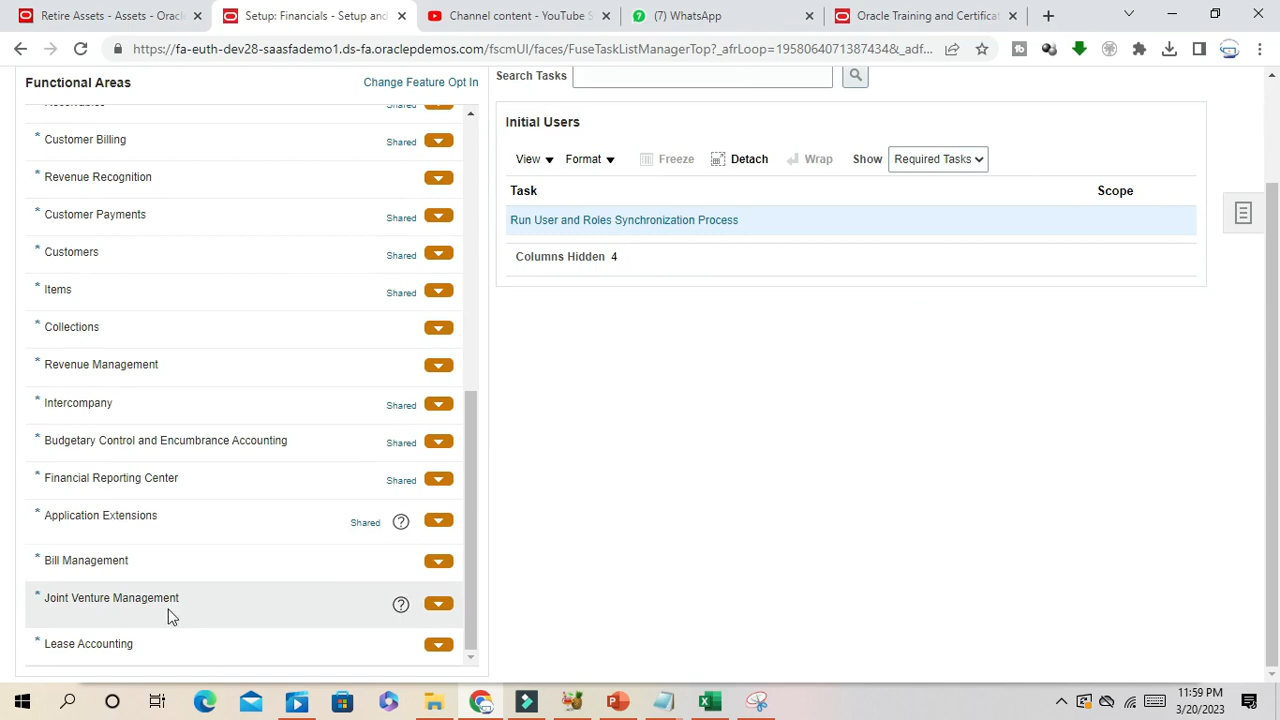 Retire Assets - Assets - Oracl
Setup: Financials - Setup and
Channel content - YouTube S
(7) WhatsApp
Oracle Training and Certificat
https://fa-euth-dev28-saasfademo1.ds-fa.oraclepdemos.com/fscmUI/faces/FuseTaskListManagerTop?_afrLoop=19580640713874344&_adf...
Functional Areas
Change Feature Opt In
Search Tasks
Receivables Shared
Customer Billing Shared
Revenue Recognition
Customer Payments Shared
Customers Shared
Items Shared
Collections
Revenue Management
Intercompany Shared
Budgetary Control and Encumbrance Accounting Shared
Financial Reporting Center Shared
Application Extensions Shared
Bill Management
Joint Venture Management
Lease Accounting
Initial Users
View Format Freeze Detach Wrap Show Required Tasks
Task Scope
Run User and Roles Synchronization Process
Columns Hidden 4
11:59 PM
3/20/2023